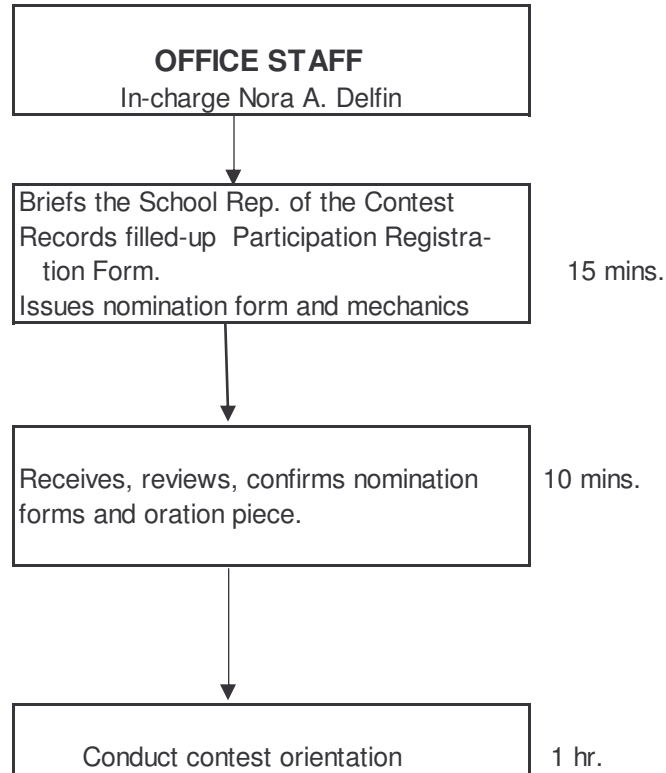 OFFICE STAFF
In-charge Nora A. Delfin
Briefs the School Rep. of the Contest
Records filled-up Participation Registra-
tion Form.
15 mins.
Issues nomination form and mechanics
Receives, reviews, confirms nomination
10 mins.
forms and oration piece.
Conduct contest orientation
1 hr.